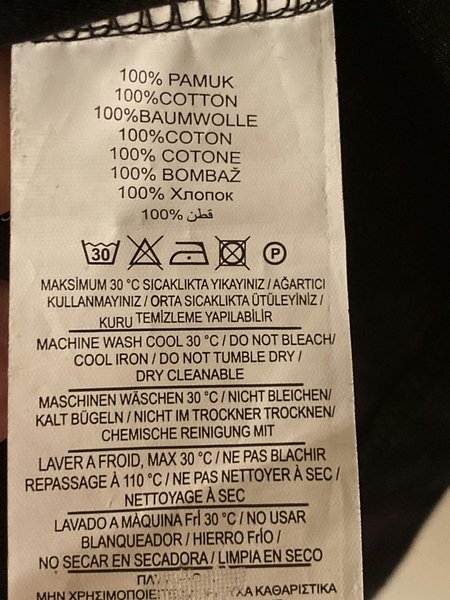 100% PAMUK
100%COTTON
100%BAUMWOLLE
100%COTON
100% COTONE
100% BOMBAŽ
100% Хлопок
100% قطن
30 P
MAKSİMUM 30 °C SICAKLIKTA YIKAYINIZ / AĞARTICI
KULLANMAYINIZ / ORTA SICAKLIKTA ÜTÜLEYİNİZ /
KURU TEMİZLEME YAPILABİLİR
MACHINE WASH COOL 30 °C / DO NOT BLEACH/
COOL IRON / DO NOT TUMBLE DRY /
DRY CLEANABLE
MASCHINEN WÄSCHEN 30 °C / NICHT BLEICHEN/
KALT BÜGELN / NICHT IM TROCKNER TROCKNEN/
CHEMISCHE REINIGUNG MIT
LAVER A FROID, MAX 30 °C / NE PAS BLACHIR
REPASSAGE À 110 °C / NE PAS NETTOYER À SEC /
NETTOYAGE À SEC
LAVADO A MÀQUINA Frİ 30 °C / NO USAR
BLANQUEADOR / HIERRO FrİO /
NO SECAR EN SECADORA / LIMPIA EN SECO
ΜΗΝ